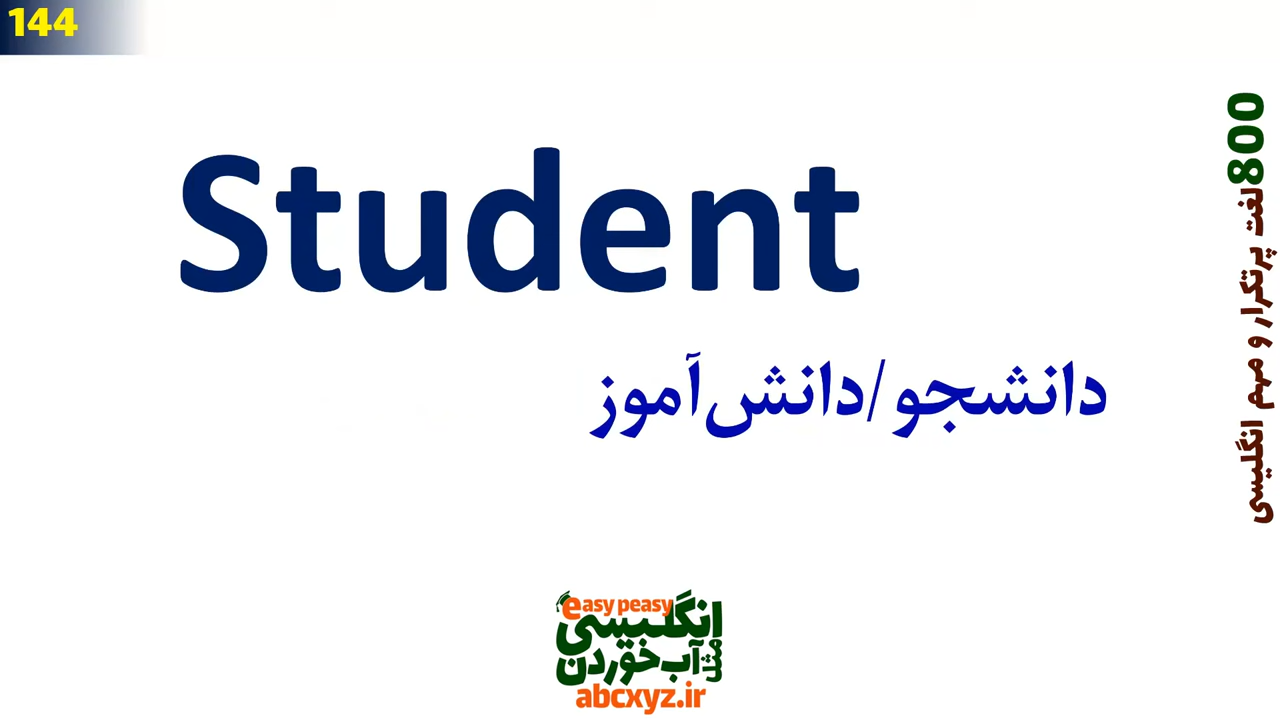 144
Student
دانشجو/دانش‌آموز
800 لغت پرتکرار و مهم انگلیسی
easy peasy
انگلیسی
مثل آب خوردن
abcxyz.ir